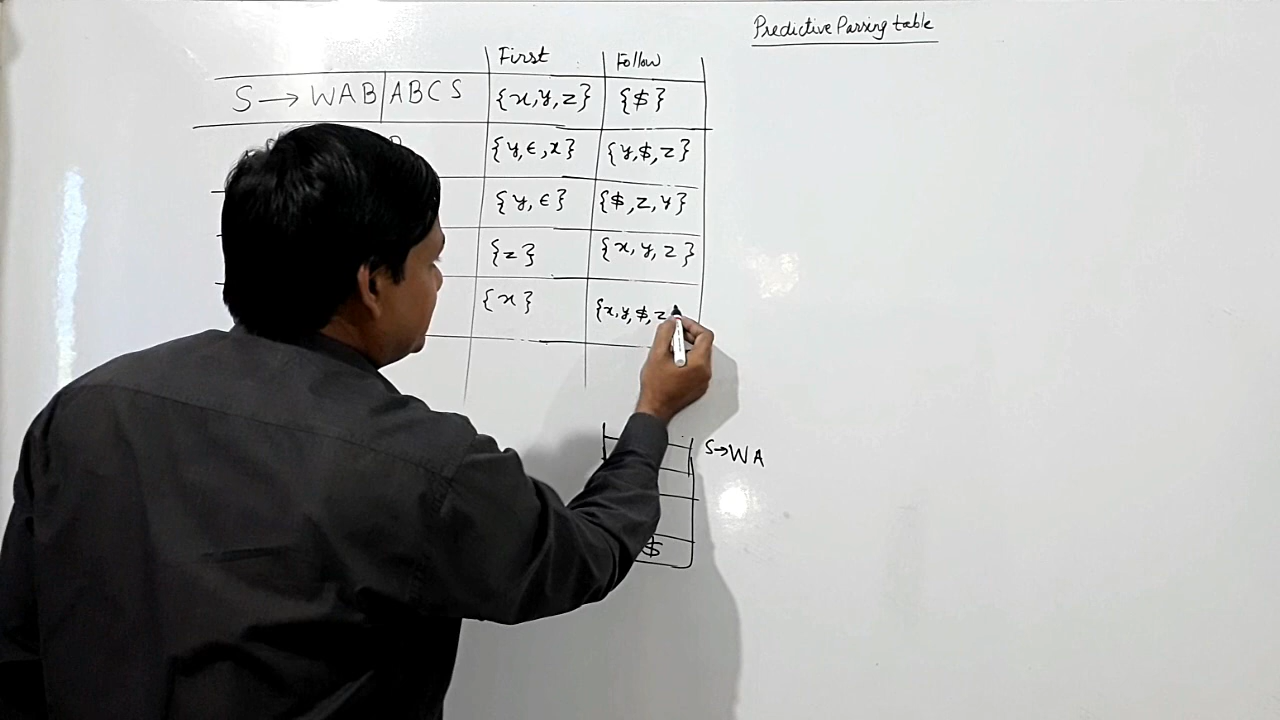 Predictive Parsing table
First Follow
S → WAB | ABCS {x,y,z} {$}
{y,ϵ,x} {y,$,z}
{y,ϵ} {$,z,y}
{z} {x,y,z}
{x} {x,y,$,z
S→WA
$